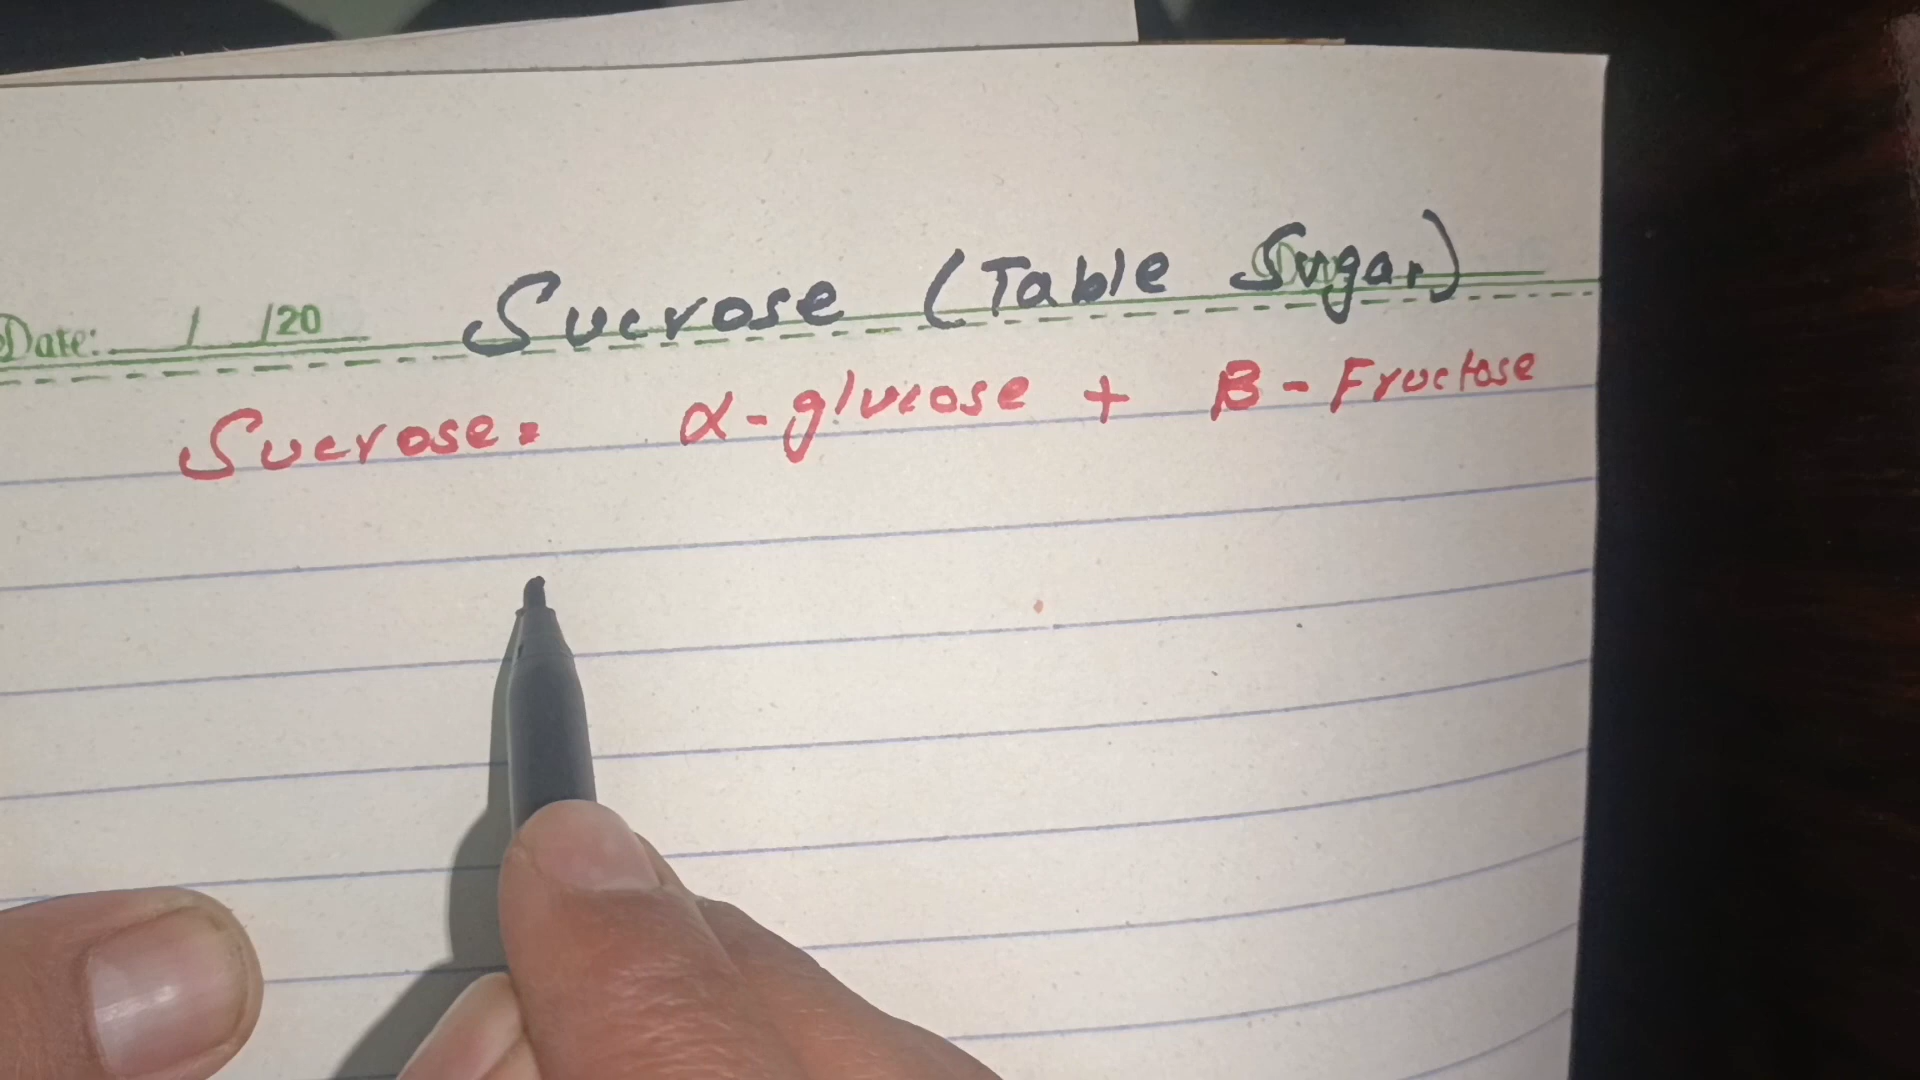 Sucrose (Table Sugar)
Date: / /20
Sucrose= α-glucose + β-Fructose